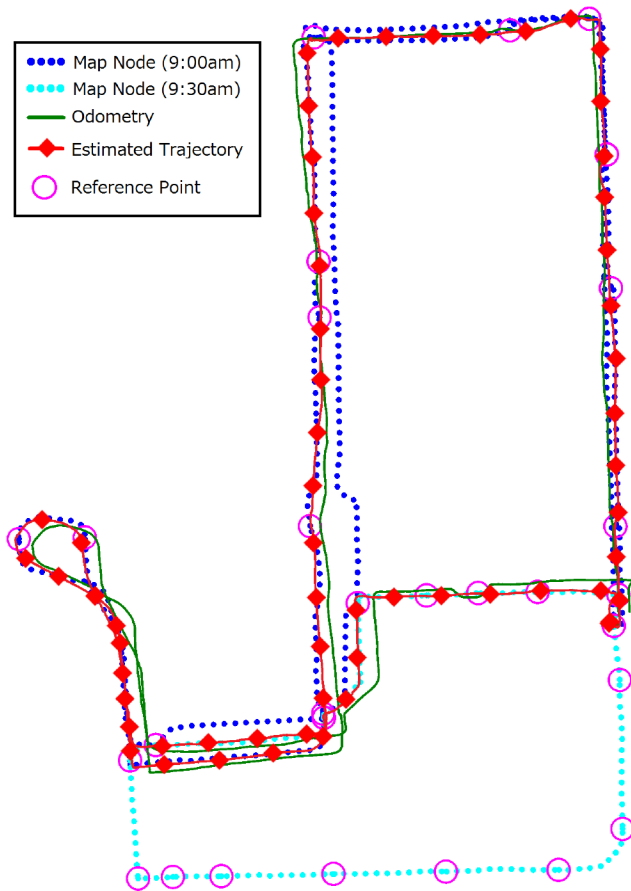 Map Node (9:00am)
Map Node (9:30am)
Odometry
Estimated Trajectory
Reference Point